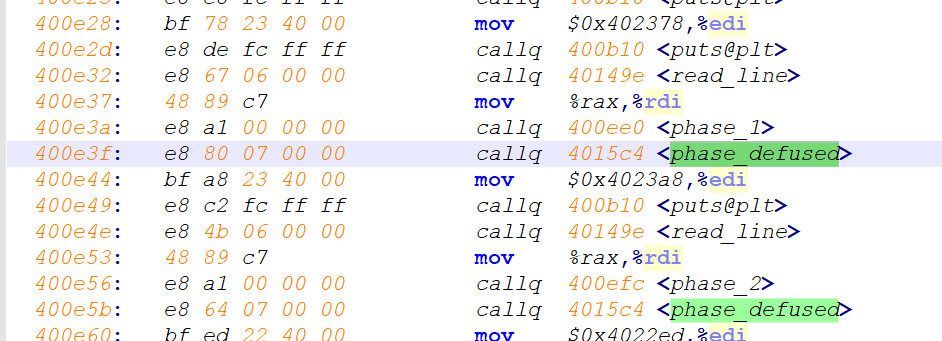 400e28: bf 78 23 40 00 mov $0x402378,%edi
400e2d: e8 de fc ff ff callq 400b10 <puts@plt>
400e32: e8 67 06 00 00 callq 40149e <read_line>
400e37: 48 89 c7 mov %rax,%rdi
400e3a: e8 a1 00 00 00 callq 400ee0 <phase_1>
400e3f: e8 80 07 00 00 callq 4015c4 <phase_defused>
400e44: bf a8 23 40 00 mov $0x4023a8,%edi
400e49: e8 c2 fc ff ff callq 400b10 <puts@plt>
400e4e: e8 4b 06 00 00 callq 40149e <read_line>
400e53: 48 89 c7 mov %rax,%rdi
400e56: e8 a1 00 00 00 callq 400efc <phase_2>
400e5b: e8 64 07 00 00 callq 4015c4 <phase_defused>
400e60: bf ed 22 40 00 mov $0x4022ed,%edi